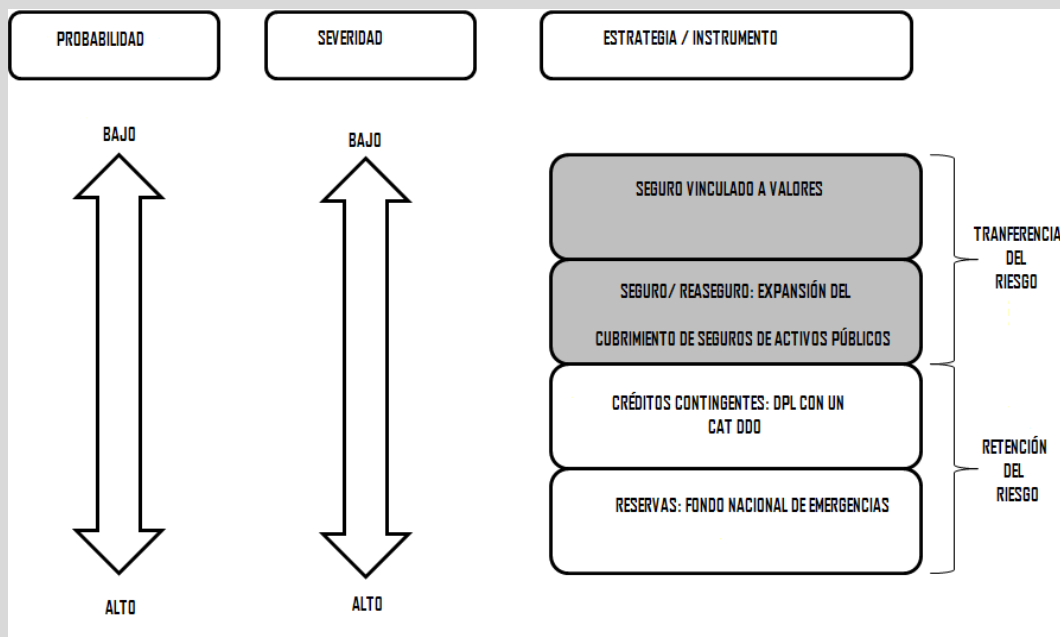 PROBABILIDAD
SEVERIDAD
ESTRATEGIA / INSTRUMENTO
BAJO
BAJO
SEGURO VINCULADO A VALORES
SEGURO/ REASEGURO: EXPANSIÓN DEL
CUBRIMIENTO DE SEGUROS DE ACTIVOS PÚBLICOS
TRANFERENCIA
DEL
RIESGO
CRÉDITOS CONTINGENTES: DPL CON UN
CAT DDO
RESERVAS: FONDO NACIONAL DE EMERGENCIAS
RETENCIÓN
DEL
RIESGO
ALTO
ALTO